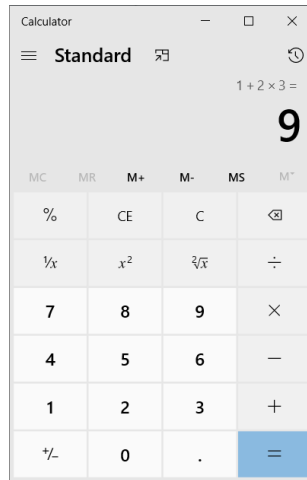 Calculator
Standard
1 + 2 × 3 =
9
MC MR M+ M- MS M˅
% CE C
¹/x x² ²√x ÷
7 8 9 ×
4 5 6 −
1 2 3 +
+/− 0 . =